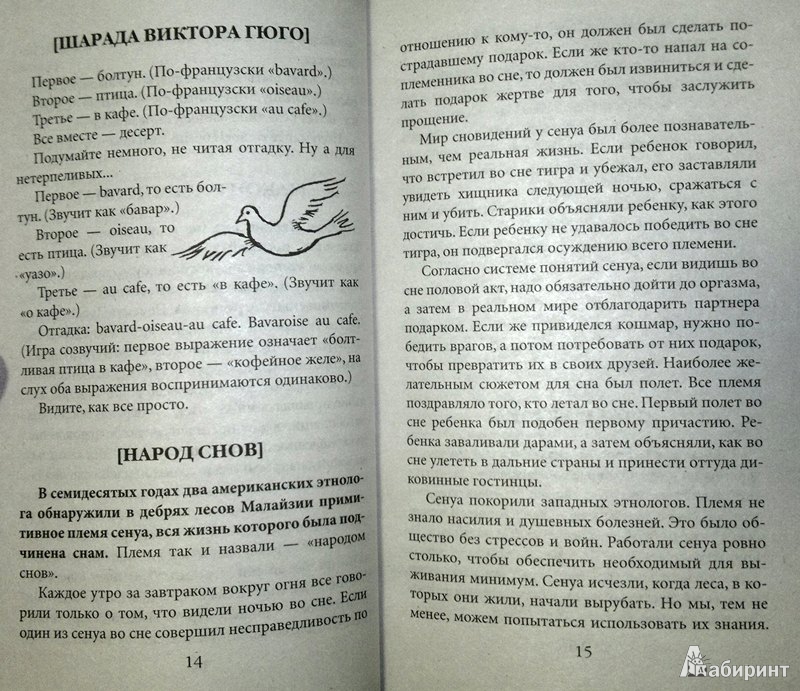 [ШАРАДА ВИКТОРА ГЮГО]
Первое — болтун. (По-французски «bavard».)
Второе — птица. (По-французски «oiseau».)
Третье — в кафе. (По-французски «au cafe».)
Все вместе — десерт.
Подумайте немного, не читая отгадку. Ну а для
нетерпеливых...
Первое — bavard, то есть бол-
тун. (Звучит как «бавар».)
Второе — oiseau, то
есть птица. (Звучит как
«уазо».)
Третье — au cafe, то есть «в кафе». (Звучит как
«о кафе».)
Отгадка: bavard-oiseau-au cafe. Bavaroise au cafe.
(Игра созвучий: первое выражение означает «болт-
ливая птица в кафе», второе — «кофейное желе», на
слух оба выражения воспринимаются одинаково.)
Видите, как все просто.
[НАРОД СНОВ]
В семидесятых годах два американских этноло-
га обнаружили в дебрях лесов Малайзии прими-
тивное племя сенуа, вся жизнь которого была под-
чинена снам. Племя так и назвали — «народом
снов».
Каждое утро за завтраком вокруг огня все гово-
рили только о том, что видели ночью во сне. Если
один из сенуа во сне совершил несправедливость по
14
отношению к кому-то, он должен был сделать по-
страдавшему подарок. Если же кто-то напал на со-
племенника во сне, то должен был извиниться и сде-
лать подарок жертве для того, чтобы заслужить
прощение.
Мир сновидений у сенуа был более познаватель-
ным, чем реальная жизнь. Если ребенок говорил,
что встретил во сне тигра и убежал, его заставляли
увидеть хищника следующей ночью, сражаться с
ним и убить. Старики объясняли ребенку, как этого
достичь. Если ребенку не удавалось победить во сне
тигра, он подвергался осуждению всего племени.
Согласно системе понятий сенуа, если видишь во
сне половой акт, надо обязательно дойти до оргазма,
а затем в реальном мире отблагодарить партнера
подарком. Если же привиделся кошмар, нужно по-
бедить врагов, а потом потребовать от них подарок,
чтобы превратить их в своих друзей. Наиболее же-
лательным сюжетом для сна был полет. Все племя
поздравляло того, кто летал во сне. Первый полет во
сне ребенка был подобен первому причастию. Ре-
бенка заваливали дарами, а затем объясняли, как во
сне улететь в дальние страны и принести оттуда ди-
ковинные гостинцы.
Сенуа покорили западных этнологов. Племя не
знало насилия и душевных болезней. Это было об-
щество без стрессов и войн. Работали сенуа ровно
столько, чтобы обеспечить необходимый для вы-
живания минимум. Сенуа исчезли, когда леса, в ко-
торых они жили, начали вырубать. Но мы, тем не
менее, можем попытаться использовать их знания.
15
Лабиринт